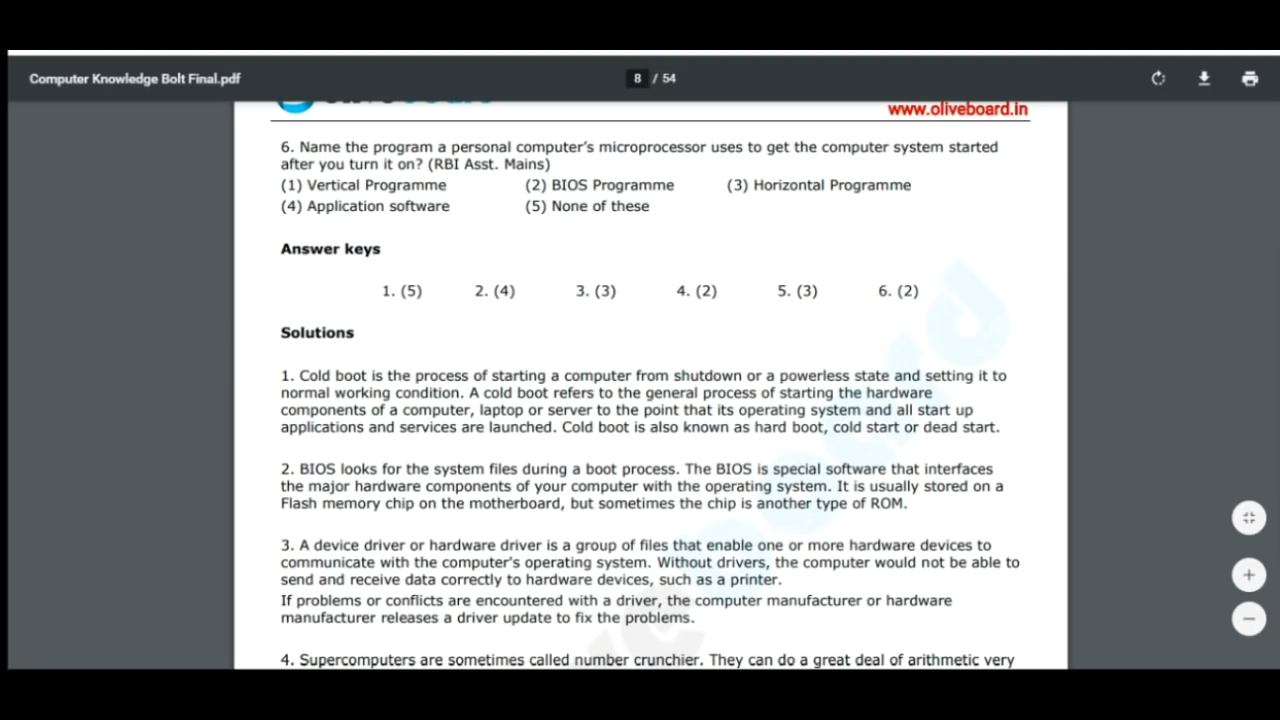 Computer Knowledge Bolt Final.pdf
8 / 54
www.oliveboard.in
6. Name the program a personal computer's microprocessor uses to get the computer system started
after you turn it on? (RBI Asst. Mains)
(1) Vertical Programme (2) BIOS Programme (3) Horizontal Programme
(4) Application software (5) None of these
Answer keys
1. (5) 2. (4) 3. (3) 4. (2) 5. (3) 6. (2)
Solutions
1. Cold boot is the process of starting a computer from shutdown or a powerless state and setting it to
normal working condition. A cold boot refers to the general process of starting the hardware
components of a computer, laptop or server to the point that its operating system and all start up
applications and services are launched. Cold boot is also known as hard boot, cold start or dead start.
2. BIOS looks for the system files during a boot process. The BIOS is special software that interfaces
the major hardware components of your computer with the operating system. It is usually stored on a
Flash memory chip on the motherboard, but sometimes the chip is another type of ROM.
3. A device driver or hardware driver is a group of files that enable one or more hardware devices to
communicate with the computer's operating system. Without drivers, the computer would not be able to
send and receive data correctly to hardware devices, such as a printer.
If problems or conflicts are encountered with a driver, the computer manufacturer or hardware
manufacturer releases a driver update to fix the problems.
4. Supercomputers are sometimes called number cruncher. They can do a great deal of arithmetic very